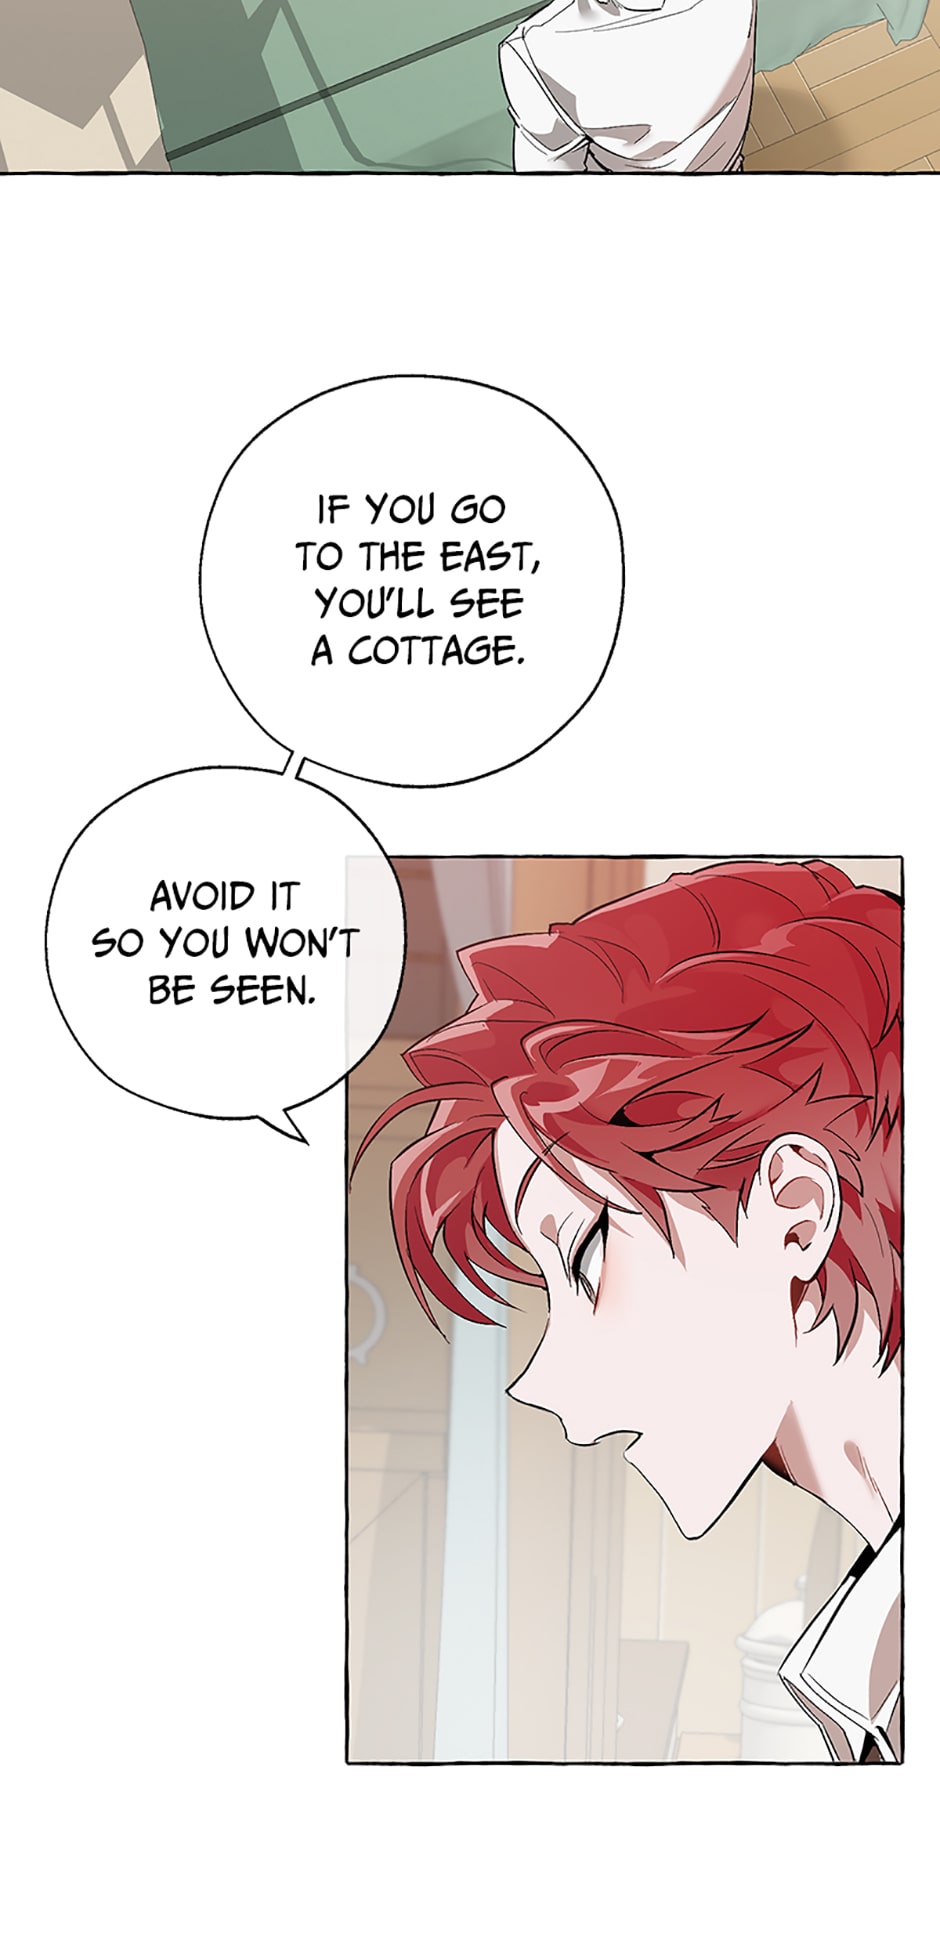 IF YOU GO
TO THE EAST,
YOU'LL SEE
A COTTAGE.
AVOID IT
SO YOU WON'T
BE SEEN.